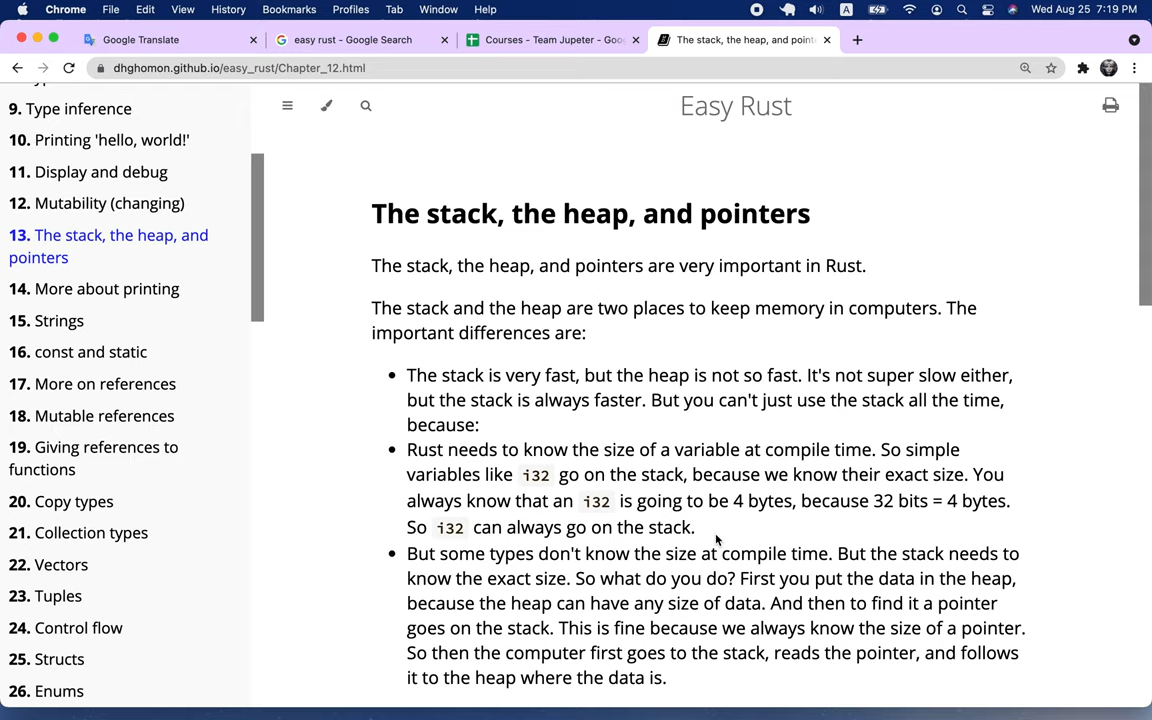 Chrome File Edit View History Bookmarks Profiles Tab Window Help A Wed Aug 25 7:19 PM
Google Translate easy rust - Google Search Courses - Team Jupeter - Goo The stack, the heap, and point
dhghomon.github.io/easy_rust/Chapter_12.html
9. Type inference
10. Printing 'hello, world!'
11. Display and debug
12. Mutability (changing)
13. The stack, the heap, and
pointers
14. More about printing
15. Strings
16. const and static
17. More on references
18. Mutable references
19. Giving references to
functions
20. Copy types
21. Collection types
22. Vectors
23. Tuples
24. Control flow
25. Structs
26. Enums
Easy Rust
The stack, the heap, and pointers
The stack, the heap, and pointers are very important in Rust.
The stack and the heap are two places to keep memory in computers. The
important differences are:
• The stack is very fast, but the heap is not so fast. It's not super slow either,
but the stack is always faster. But you can't just use the stack all the time,
because:
• Rust needs to know the size of a variable at compile time. So simple
variables like i32 go on the stack, because we know their exact size. You
always know that an i32 is going to be 4 bytes, because 32 bits = 4 bytes.
So i32 can always go on the stack.
• But some types don't know the size at compile time. But the stack needs to
know the exact size. So what do you do? First you put the data in the heap,
because the heap can have any size of data. And then to find it a pointer
goes on the stack. This is fine because we always know the size of a pointer.
So then the computer first goes to the stack, reads the pointer, and follows
it to the heap where the data is.